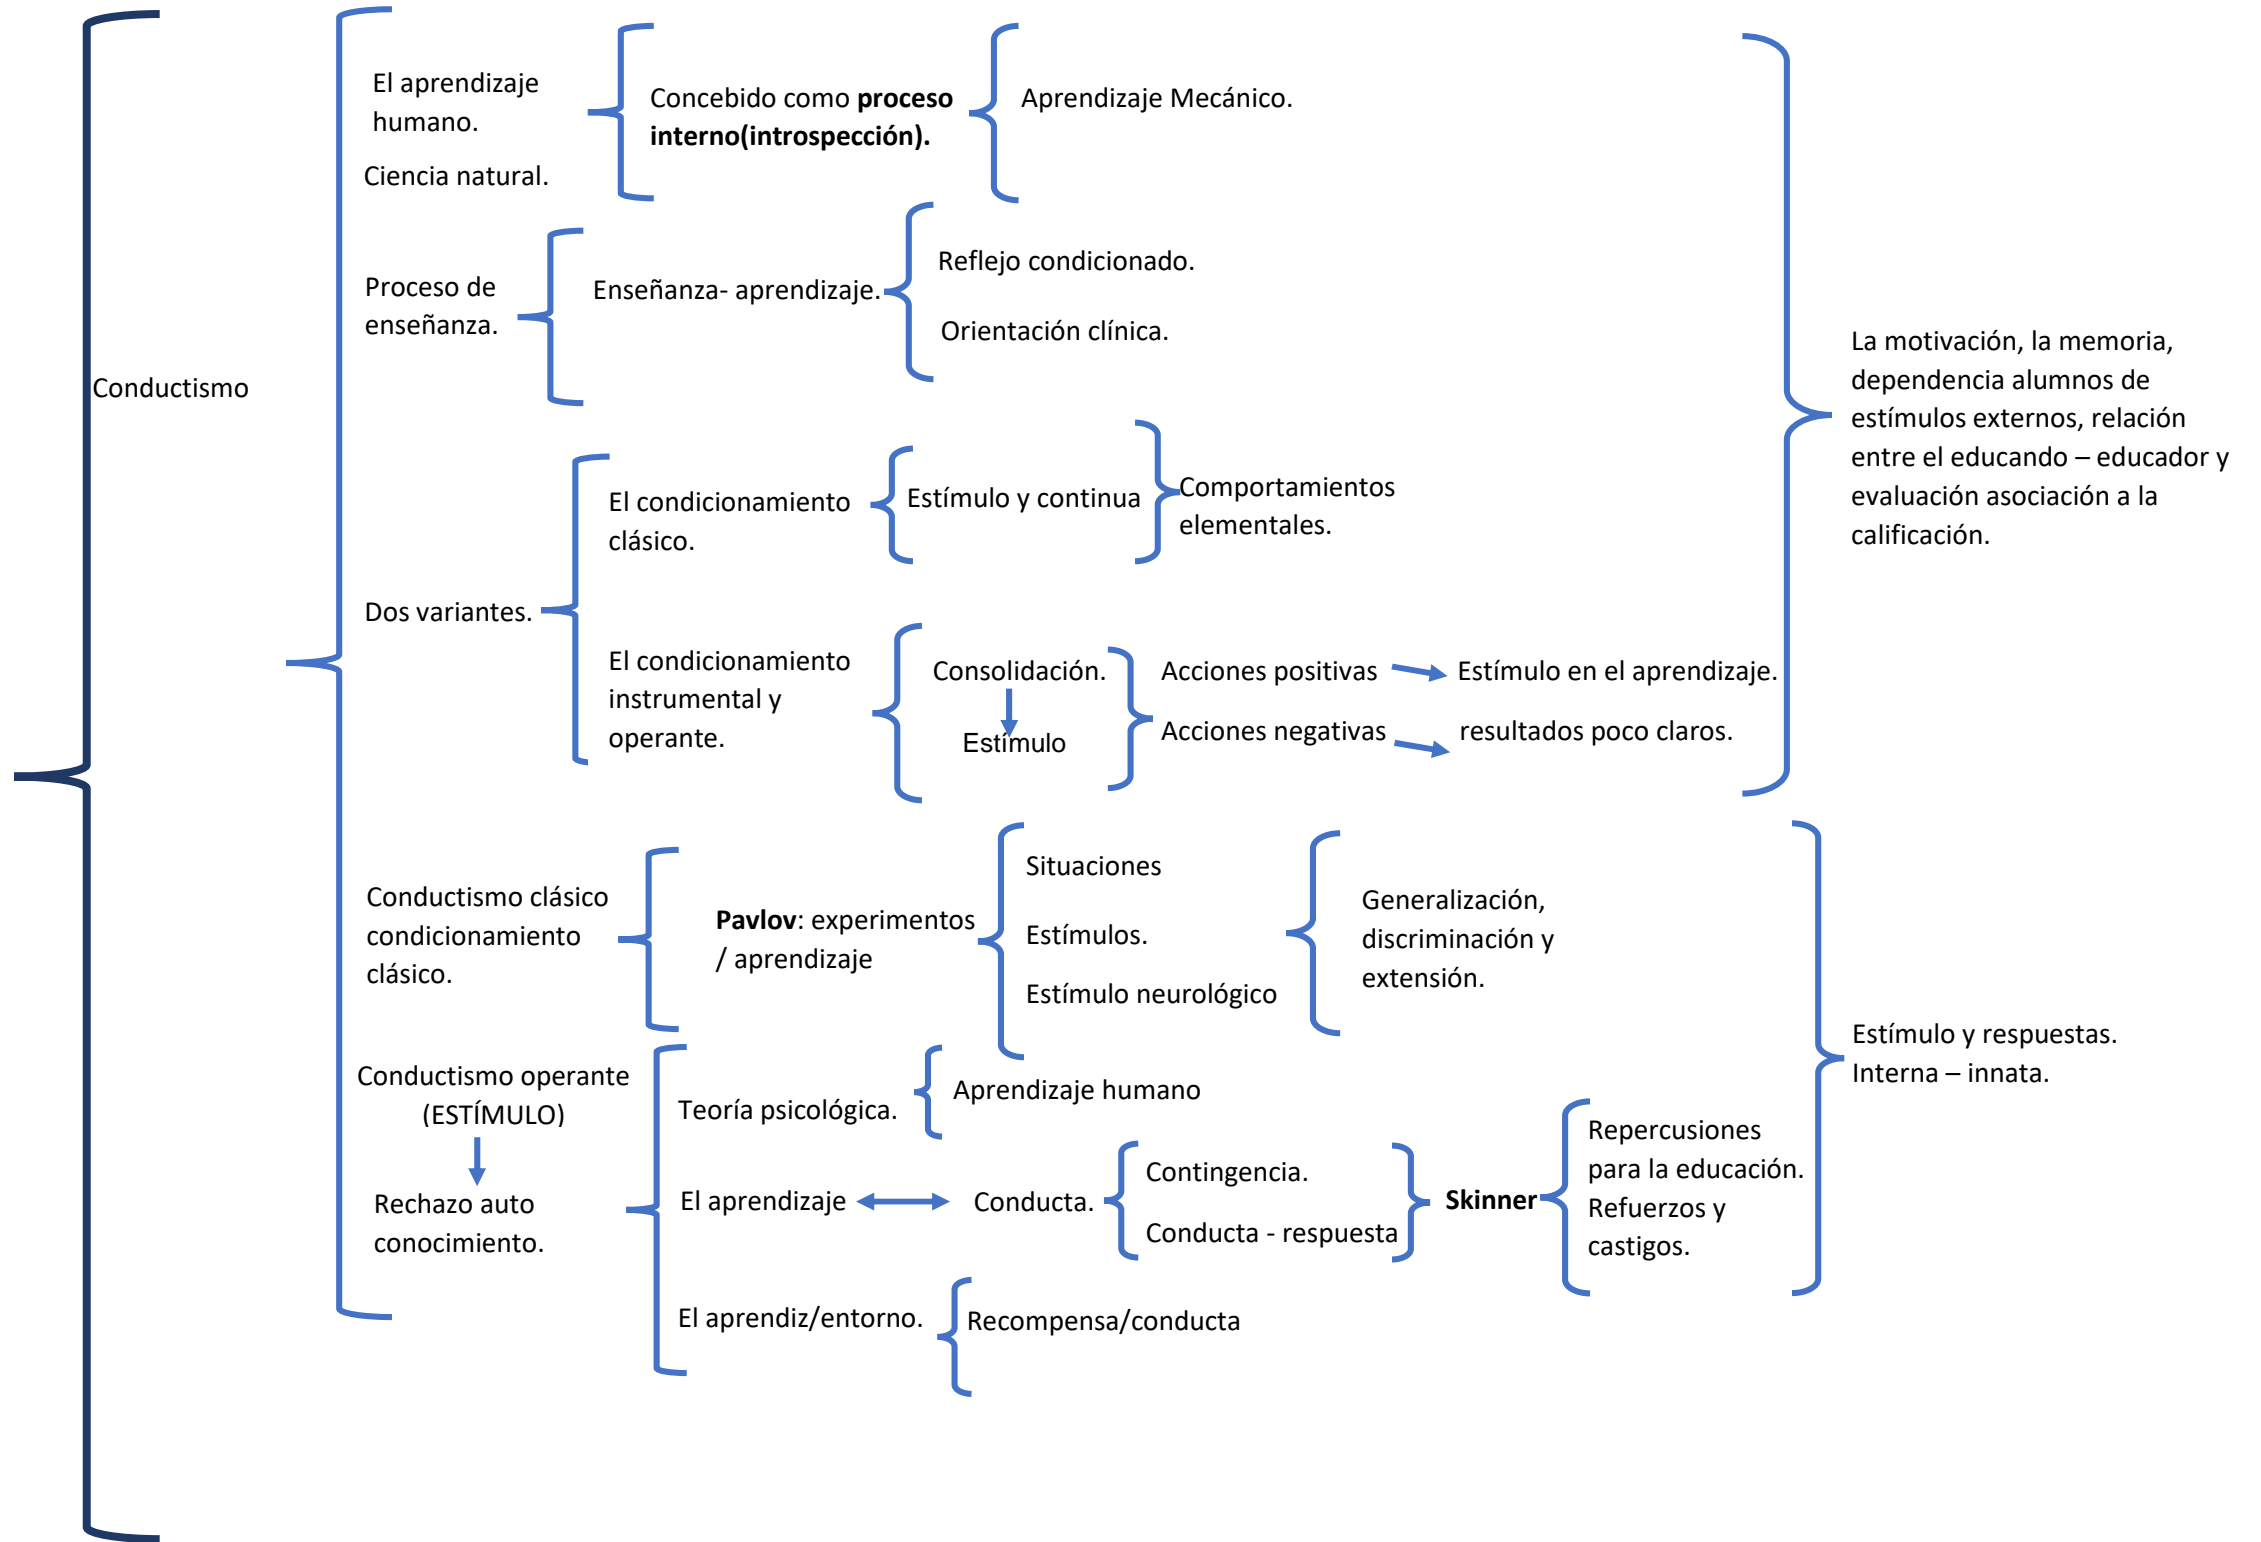 Conductismo
El aprendizaje
humano.
Ciencia natural.
Concebido como proceso
interno(introspección).
Aprendizaje Mecánico.
Proceso de
enseñanza.
Enseñanza- aprendizaje.
Reflejo condicionado.
Orientación clínica.
Dos variantes.
El condicionamiento
clásico.
Estímulo y continua
Comportamientos
elementales.
El condicionamiento
instrumental y
operante.
Consolidación.
Estímulo
Acciones positivas
Estímulo en el aprendizaje.
Acciones negativas
resultados poco claros.
La motivación, la memoria,
dependencia alumnos de
estímulos externos, relación
entre el educando – educador y
evaluación asociación a la
calificación.
Conductismo clásico
condicionamiento
clásico.
Pavlov: experimentos
/ aprendizaje
Situaciones
Estímulos.
Estímulo neurológico
Generalización,
discriminación y
extensión.
Conductismo operante
(ESTÍMULO)
Rechazo auto
conocimiento.
Teoría psicológica.
Aprendizaje humano
El aprendizaje
Conducta.
Contingencia.
Conducta - respuesta
Skinner
Repercusiones
para la educación.
Refuerzos y
castigos.
El aprendiz/entorno.
Recompensa/conducta
Estímulo y respuestas.
Interna – innata.